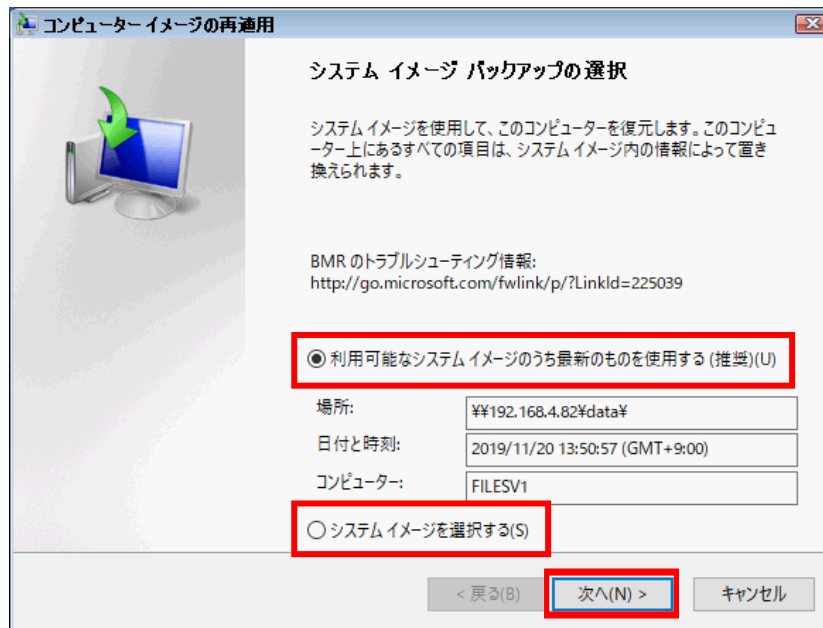 コンピューター イメージの再適用
システム イメージ バックアップの選択
システム イメージを使用して、このコンピューターを復元します。このコンピュ
ーター上にあるすべての項目は、システム イメージ内の情報によって置き
換えられます。
BMR のトラブルシューティング情報:
http://go.microsoft.com/fwlink/p/?LinkId=225039
利用可能なシステム イメージのうち最新のものを使用する (推奨)(U)
場所:
¥¥192.168.4.82¥data¥
日付と時刻:
2019/11/20 13:50:57 (GMT+9:00)
コンピューター:
FILESV1
システム イメージを選択する(S)
< 戻る(B)
次へ(N) >
キャンセル